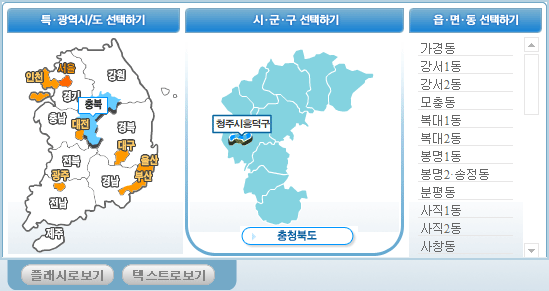 특·광역시/도 선택하기
시·군·구 선택하기
읍·면·동 선택하기
서울
인천
강원
경기
충북
충남
대전
경북
대구
전북
울산
광주
경남
부산
전남
제주
청주시흥덕구
충청북도
가경동
강서1동
강서2동
모충동
복대1동
복대2동
봉명1동
봉명2·송정동
분평동
사직1동
사직2동
사창동
플래시로보기
텍스트로보기